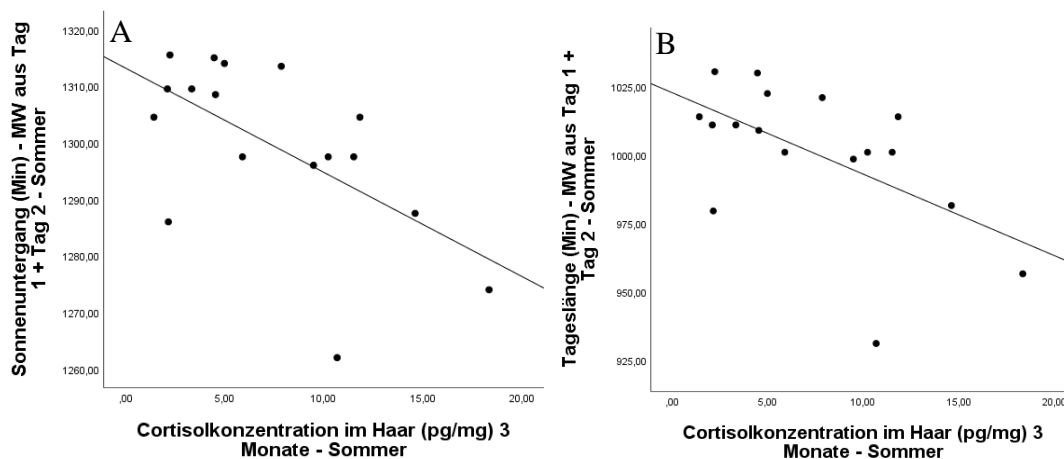 A
Sonnenuntergang (Min) - MW aus Tag
1 + Tag 2 - Sommer
1320,00
1310,00
1300,00
1290,00
1280,00
1270,00
1260,00
,00
5,00
10,00
15,00
20,00
Cortisolkonzentration im Haar (pg/mg) 3
Monate - Sommer
B
Tageslänge (Min) - MW aus Tag 1 +
Tag 2 - Sommer
1025,00
1000,00
975,00
950,00
925,00
,00
5,00
10,00
15,00
20,00
Cortisolkonzentration im Haar (pg/mg) 3
Monate - Sommer